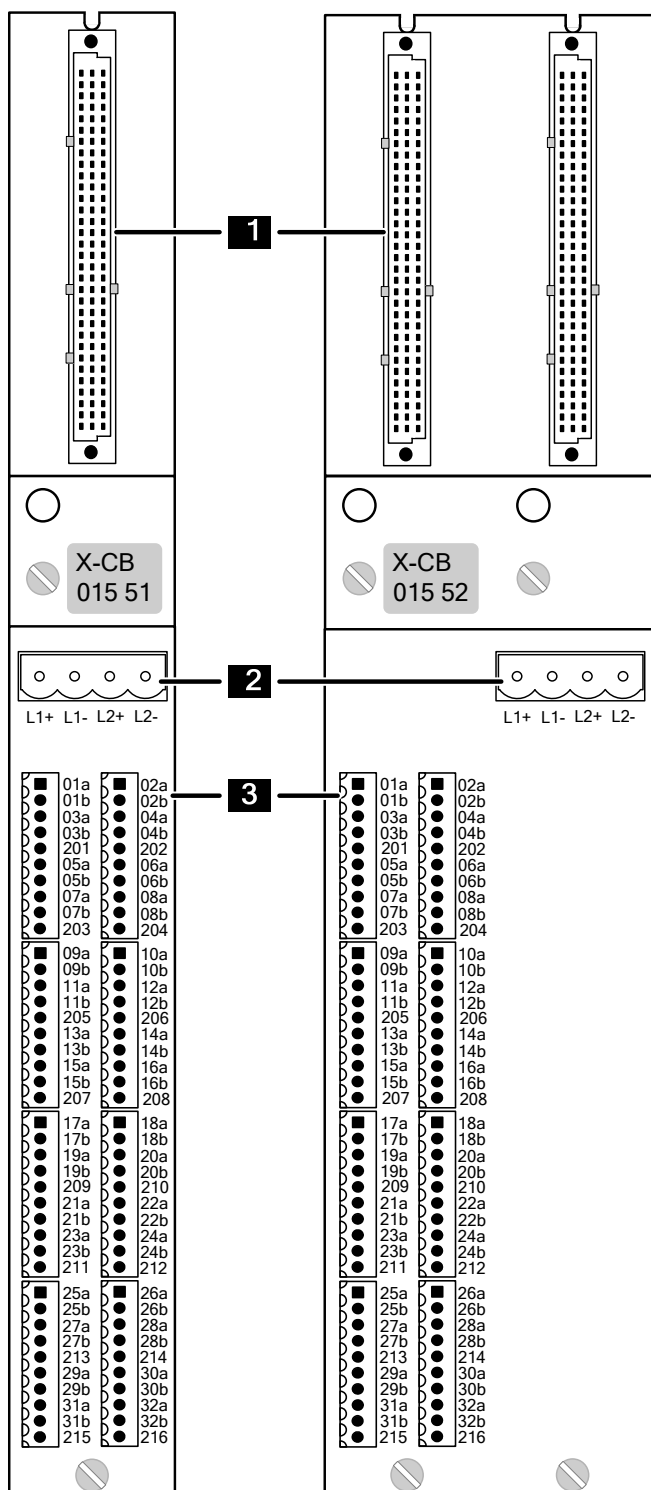 1
X-CB
015 51
X-CB
015 52
2
L1+ L1- L2+ L2-
L1+ L1- L2+ L2-
3
01a 02a
01b 02b
03a 04a
03b 04b
201 202
05a 06a
05b 06b
07a 08a
07b 08b
203 204
09a 10a
09b 10b
11a 12a
11b 12b
205 206
13a 14a
13b 14b
15a 16a
15b 16b
207 208
17a 18a
17b 18b
19a 20a
19b 20b
209 210
21a 22a
21b 22b
23a 24a
23b 24b
211 212
25a 26a
25b 26b
27a 28a
27b 28b
213 214
29a 30a
29b 30b
31a 32a
31b 32b
215 216
01a 02a
01b 02b
03a 04a
03b 04b
201 202
05a 06a
05b 06b
07a 08a
07b 08b
203 204
09a 10a
09b 10b
11a 12a
11b 12b
205 206
13a 14a
13b 14b
15a 16a
15b 16b
207 208
17a 18a
17b 18b
19a 20a
19b 20b
209 210
21a 22a
21b 22b
23a 24a
23b 24b
211 212
25a 26a
25b 26b
27a 28a
27b 28b
213 214
29a 30a
29b 30b
31a 32a
31b 32b
215 216